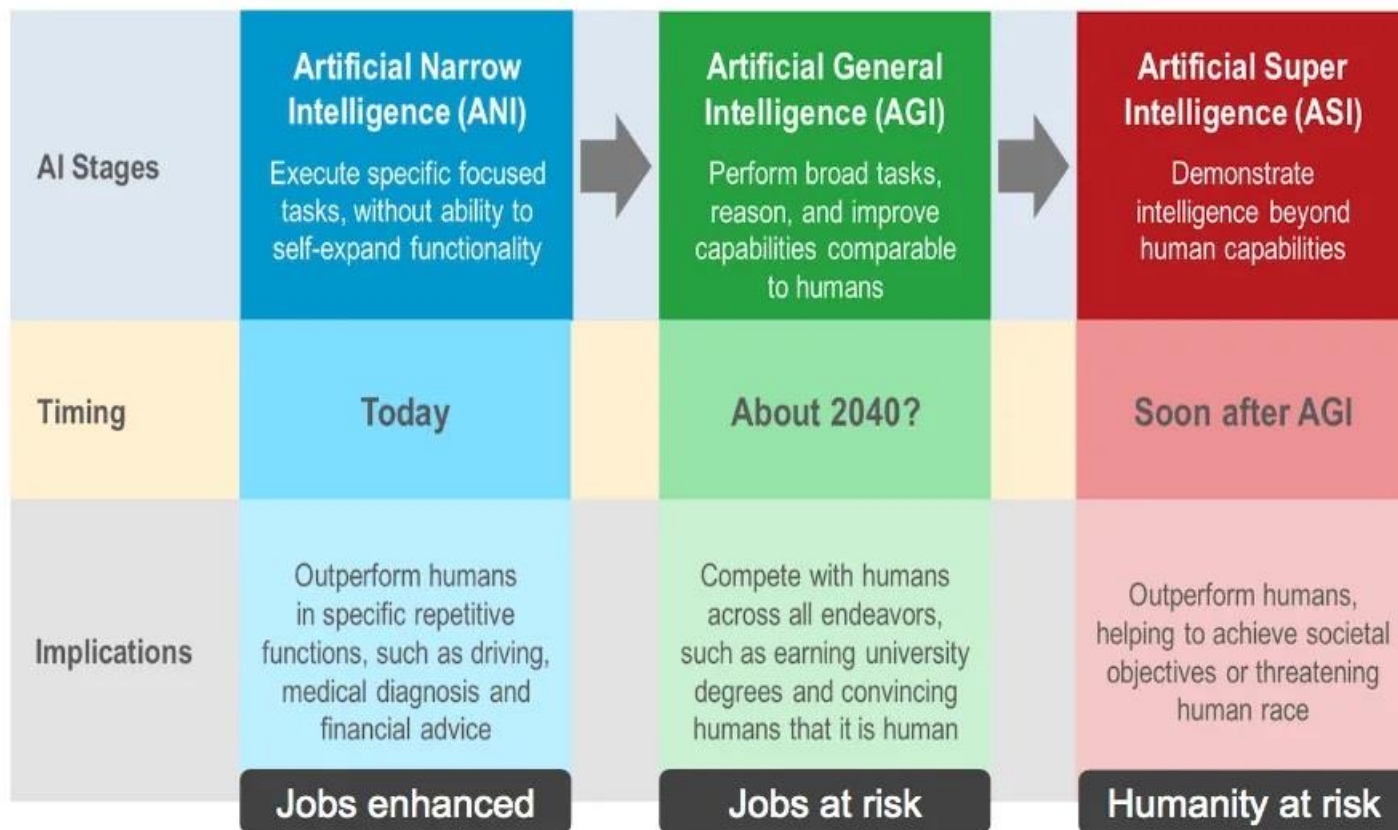 AI Stages
Artificial Narrow
Intelligence (ANI)
Execute specific focused
tasks, without ability to
self-expand functionality
Artificial General
Intelligence (AGI)
Perform broad tasks,
reason, and improve
capabilities comparable
to humans
Artificial Super
Intelligence (ASI)
Demonstrate
intelligence beyond
human capabilities
Timing
Today
About 2040?
Soon after AGI
Implications
Outperform humans
in specific repetitive
functions, such as driving,
medical diagnosis and
financial advice
Compete with humans
across all endeavors,
such as earning university
degrees and convincing
humans that it is human
Outperform humans,
helping to achieve societal
objectives or threatening
human race
Jobs enhanced
Jobs at risk
Humanity at risk